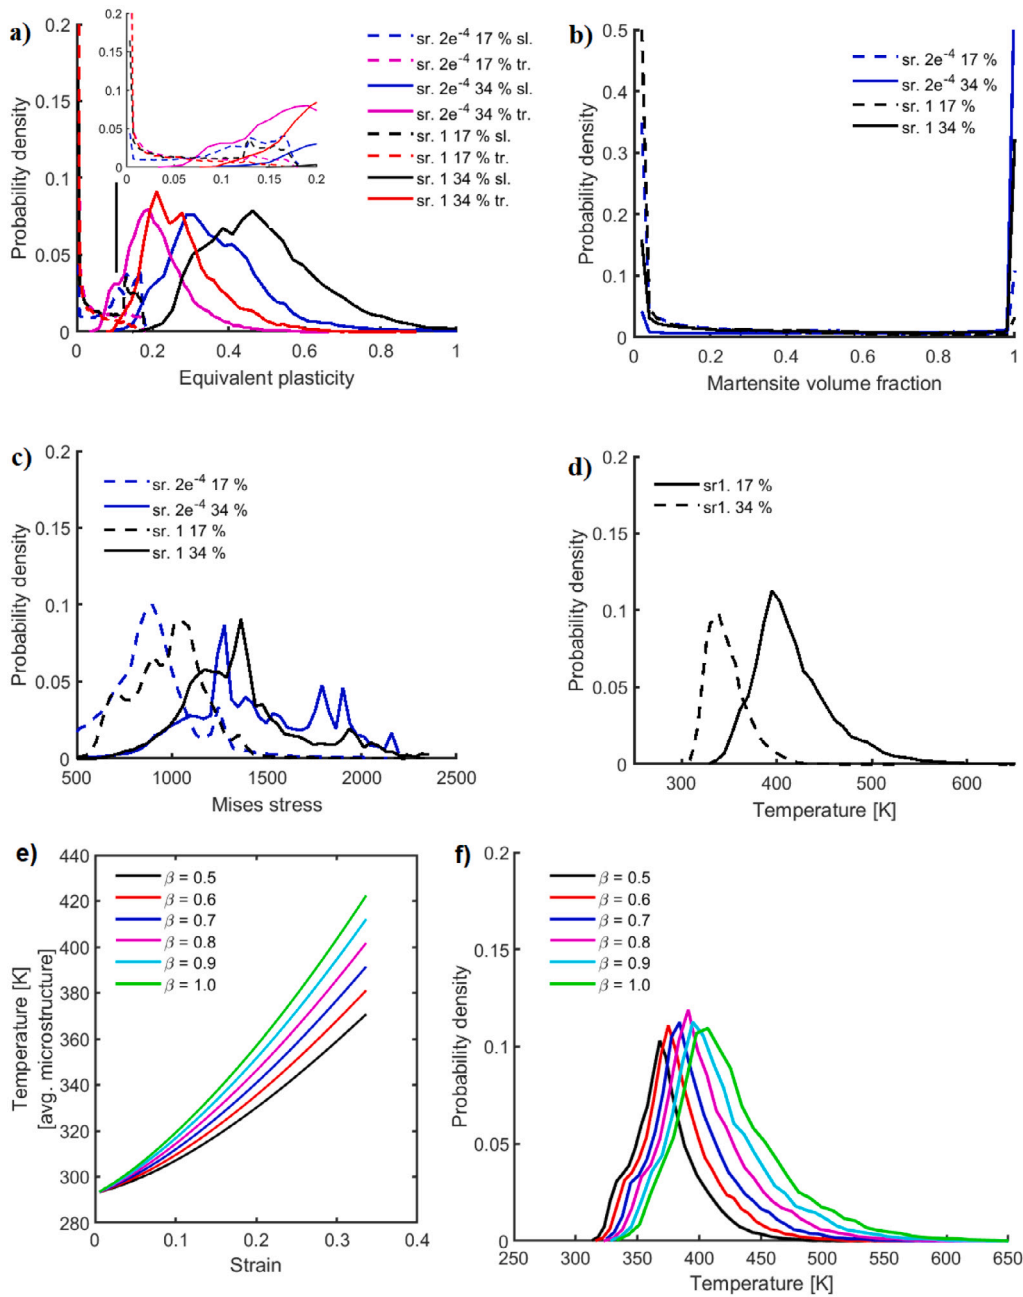 a)
0.2
0.15
0.1
0.05
0
Probability density
0.2
0.15
0.1
0.05
0
0 0.05 0.1 0.15 0.2
sr. 2e⁻⁴ 17 % sl.
sr. 2e⁻⁴ 17 % tr.
sr. 2e⁻⁴ 34 % sl.
sr. 2e⁻⁴ 34 % tr.
sr. 1 17 % sl.
sr. 1 17 % tr.
sr. 1 34 % sl.
sr. 1 34 % tr.
0 0.2 0.4 0.6 0.8 1
Equivalent plasticity
b)
0.5
0.4
0.3
0.2
0.1
0
Probability density
sr. 2e⁻⁴ 17 %
sr. 2e⁻⁴ 34 %
sr. 1 17 %
sr. 1 34 %
0 0.2 0.4 0.6 0.8 1
Martensite volume fraction
c)
0.2
0.15
0.1
0.05
0
Probability density
sr. 2e⁻⁴ 17 %
sr. 2e⁻⁴ 34 %
sr. 1 17 %
sr. 1 34 %
500 1000 1500 2000 2500
Mises stress
d)
0.2
0.15
0.1
0.05
0
Probability density
sr1. 17 %
sr1. 34 %
300 400 500 600
Temperature [K]
e)
440
420
400
380
360
340
320
300
280
Temperature [K]
[avg. microstucture]
β = 0.5
β = 0.6
β = 0.7
β = 0.8
β = 0.9
β = 1.0
0 0.1 0.2 0.3 0.4
Strain
f)
0.2
0.15
0.1
0.05
0
Probability density
β = 0.5
β = 0.6
β = 0.7
β = 0.8
β = 0.9
β = 1.0
250 300 350 400 450 500 550 600 650
Temperature [K]